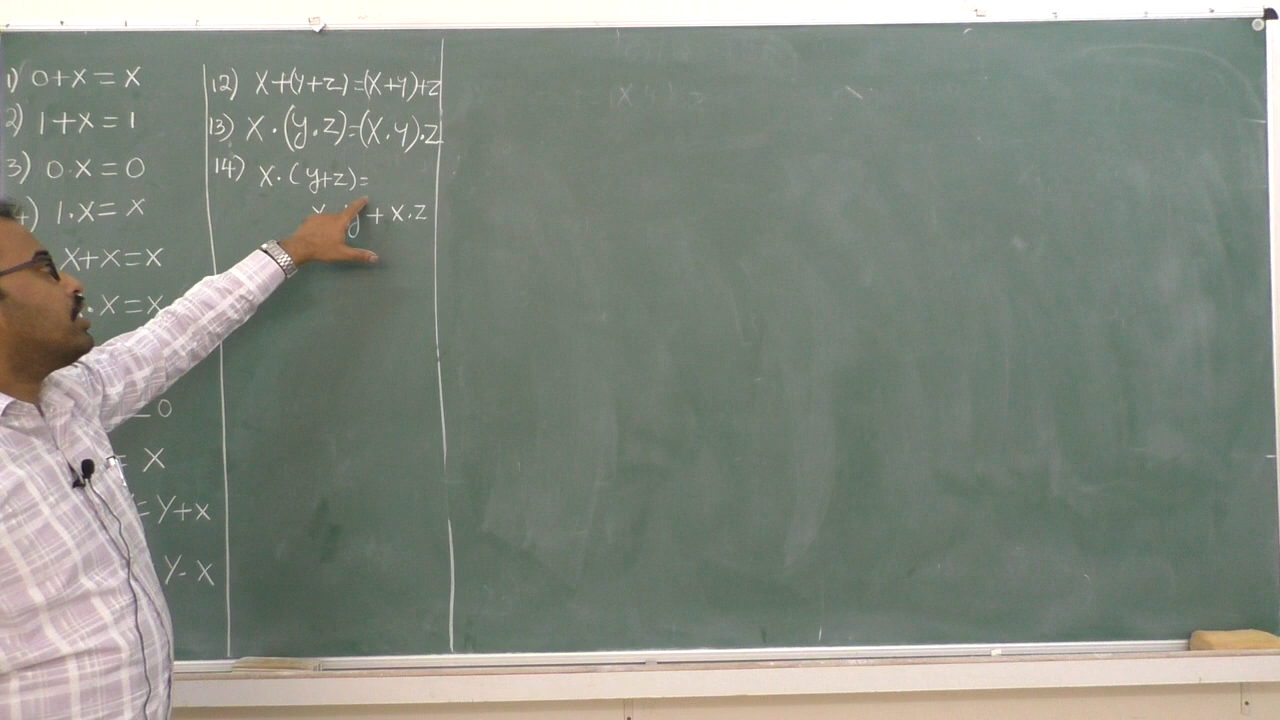 1) 0+x=x
2) 1+x=1
3) 0.x=0
4) 1.x=x
x+x=x
.x=x
=0
= x
=y+x
y.x
12) x+(y+z)=(x+y)+z
13) x.(y.z)=(x.y).z
14) x.(y+z)=
x.y+x.z